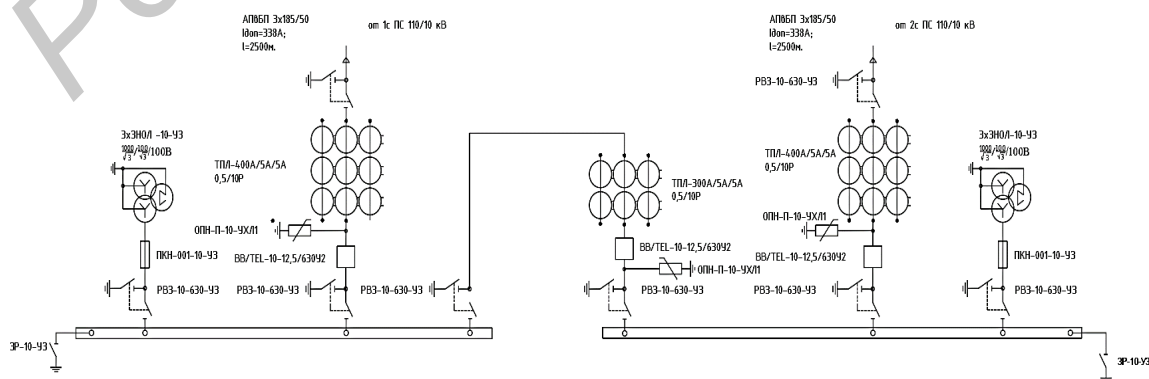 АПвБП 3х185/50
Iдоп=338А;
l=2500м.
от 1с ПС 110/10 кВ
АПвБП 3х185/50
Iдоп=338А;
l=2500м.
от 2с ПС 110/10 кВ
РВЗ-10-630-УЗ
3х3НОЛ -10-УЗ
/100В
ТПЛ-400А/5А/5А
0,5/10Р
ТПЛ-300А/5А/5А
0,5/10Р
ТПЛ-400А/5А/5А
0,5/10Р
3х3НОЛ-10-УЗ
/100В
ОПН-П-10-УХЛ1
ВВ/TEL-10-12,5/630У2
ПКН-001-10-УЗ
ВВ/TEL-10-12,5/630У2
ОПН-П-10-УХЛ1
ОПН-П-10-УХЛ1
ВВ/TEL-10-12,5/630У2
ПКН-001-10-УЗ
РВЗ-10-630-УЗ
РВЗ-10-630-УЗ
РВЗ-10-630-УЗ
РВЗ-10-630-УЗ
РВЗ-10-630-УЗ
РВЗ-10-630-УЗ
ЗР-10-УЗ
ЗР-10-УЗ